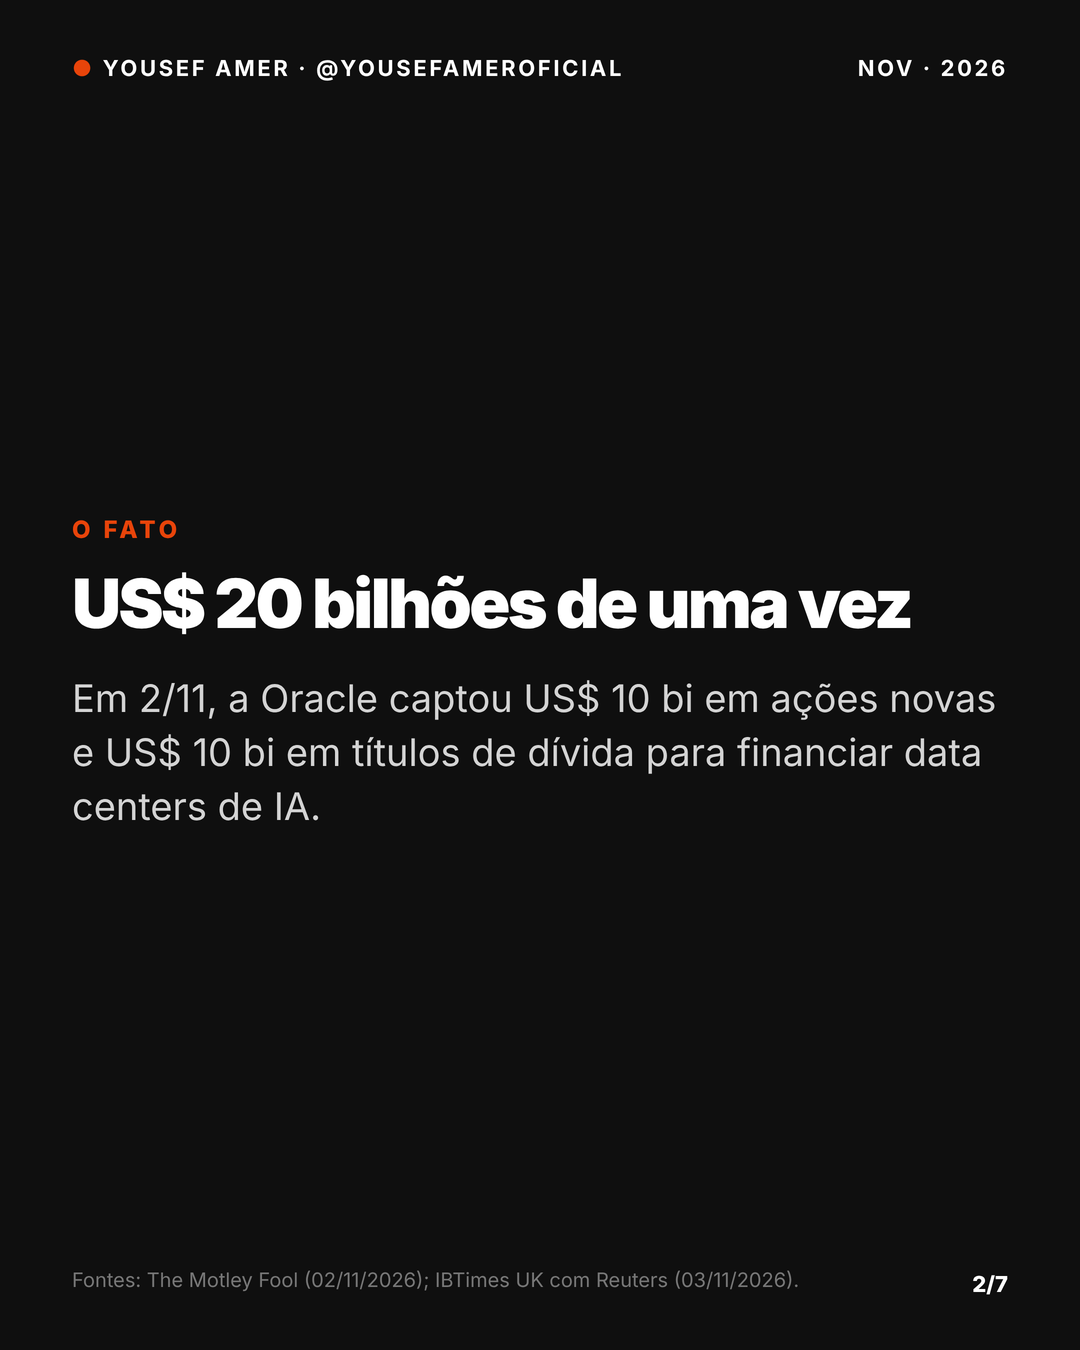 YOUSEF AMER · @YOUSEFAMEROFICIAL
NOV · 2026
O FATO
US$ 20 bilhões de uma vez
Em 2/11, a Oracle captou US$ 10 bi em ações novas
e US$ 10 bi em títulos de dívida para financiar data
centers de IA.
Fontes: The Motley Fool (02/11/2026); IBTimes UK com Reuters (03/11/2026).
2/7